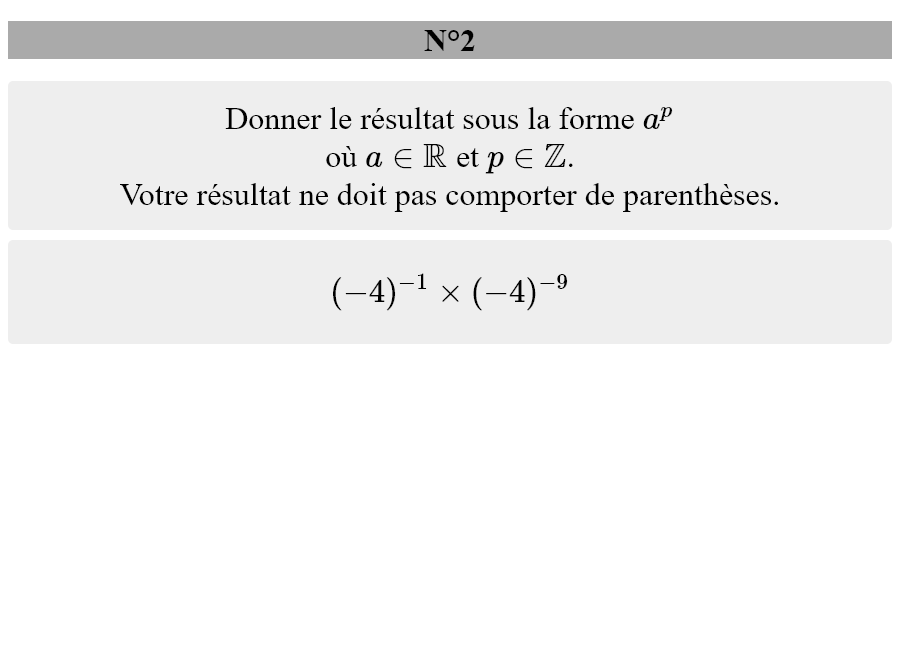 N°2
Donner le résultat sous la forme $a^p$
où $a \in \mathbb{R}$ et $p \in \mathbb{Z}$.
Votre résultat ne doit pas comporter de parenthèses.
$(-4)^{-1} \times (-4)^{-9}$